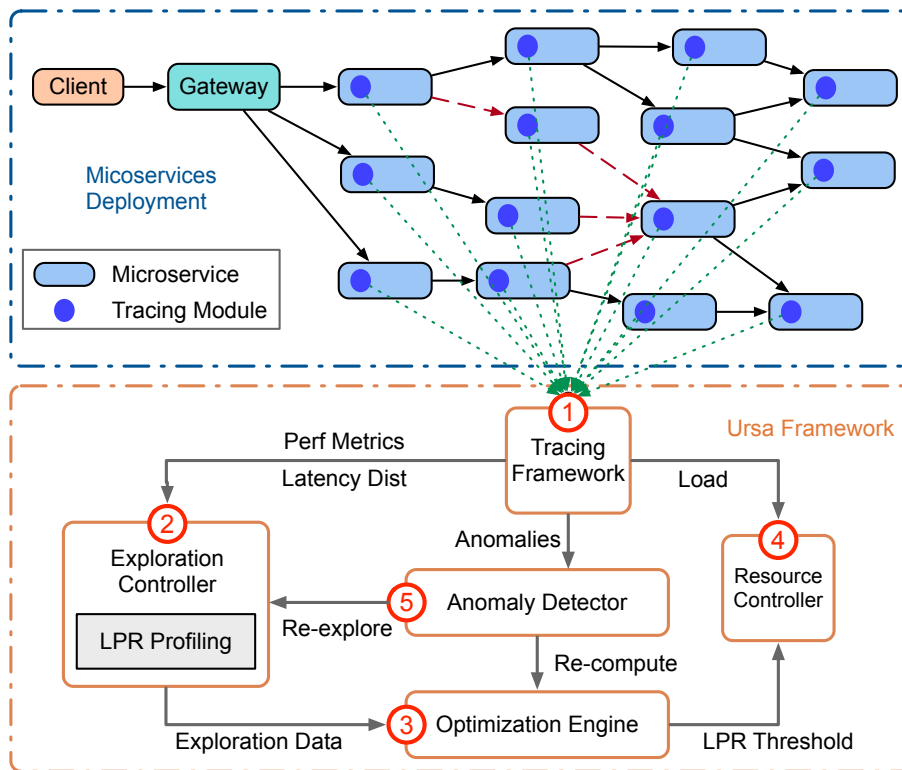 Client
Gateway
Micoservices
Deployment
Microservice
Tracing Module
Ursa Framework
1
Tracing
Framework
Perf Metrics
Latency Dist
Load
2
Exploration
Controller
LPR Profiling
Anomalies
4
Resource
Controller
5
Anomaly Detector
Re-explore
Re-compute
3
Optimization Engine
Exploration Data
LPR Threshold